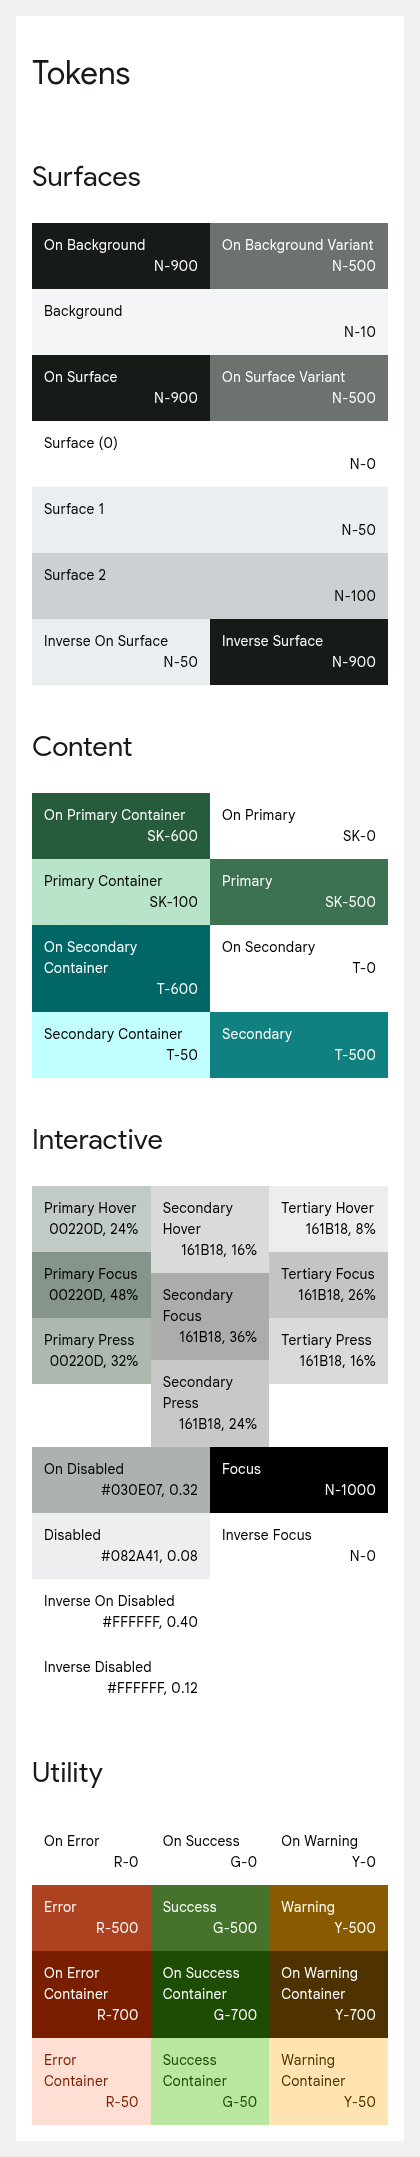 Tokens
Surfaces
On Background
N-900
On Background Variant
N-500
Background
N-10
On Surface
N-900
On Surface Variant
N-500
Surface (0)
N-0
Surface 1
N-50
Surface 2
N-100
Inverse On Surface
N-50
Inverse Surface
N-900
Content
On Primary Container
SK-600
On Primary
SK-0
Primary Container
SK-100
Primary
SK-500
On Secondary
Container
T-600
On Secondary
T-0
Secondary Container
T-50
Secondary
T-500
Interactive
Primary Hover
00220D, 24%
Secondary
Hover
161B18, 16%
Tertiary Hover
161B18, 8%
Primary Focus
00220D, 48%
Secondary
Focus
161B18, 36%
Tertiary Focus
161B18, 26%
Primary Press
00220D, 32%
Secondary
Press
161B18, 24%
Tertiary Press
161B18, 16%
On Disabled
#030E07, 0.32
Focus
N-1000
Disabled
#082A41, 0.08
Inverse Focus
N-0
Inverse On Disabled
#FFFFFF, 0.40
Inverse Disabled
#FFFFFF, 0.12
Utility
On Error
R-0
On Success
G-0
On Warning
Y-0
Error
R-500
Success
G-500
Warning
Y-500
On Error
Container
R-700
On Success
Container
G-700
On Warning
Container
Y-700
Error
Container
R-50
Success
Container
G-50
Warning
Container
Y-50